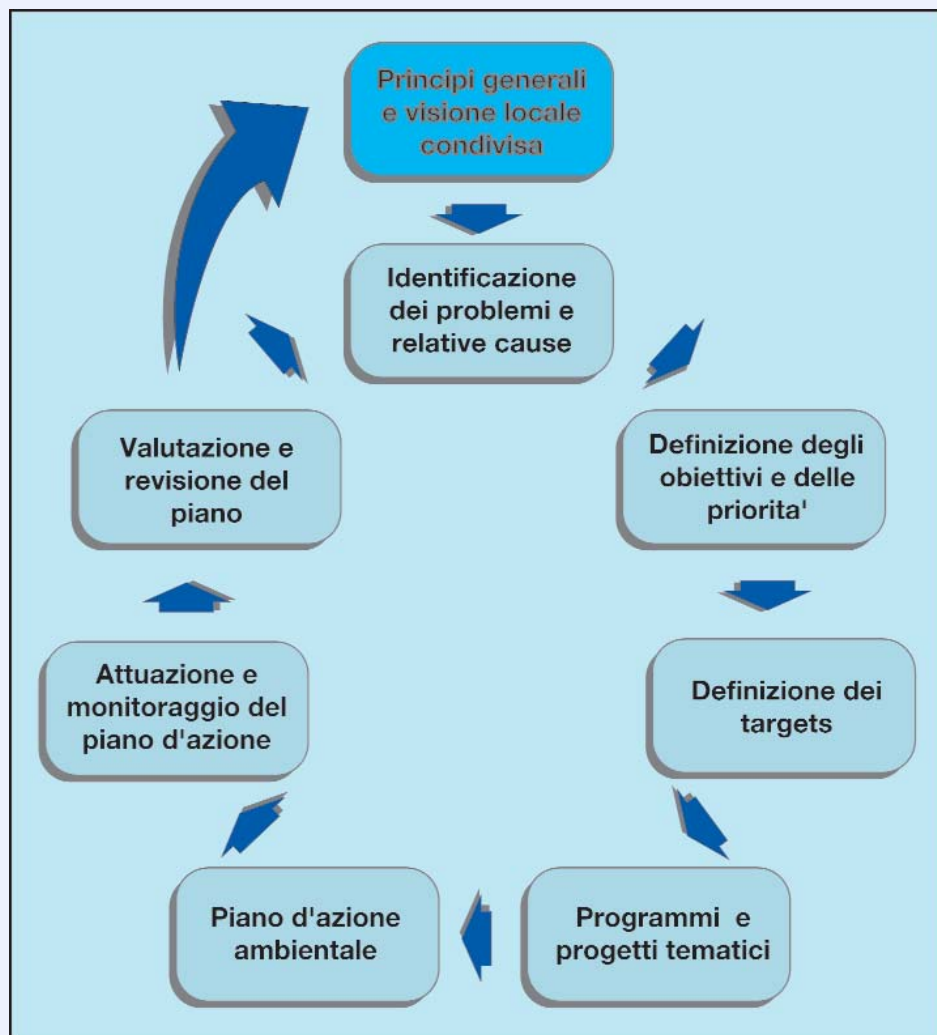 Principi generali
e visione locale
condivisa
Identificazione
dei problemi e
relative cause
Definizione degli
obiettivi e delle
priorita'
Definizione dei
targets
Programmi e
progetti tematici
Piano d'azione
ambientale
Attuazione e
monitoraggio del
piano d'azione
Valutazione e
revisione del
piano